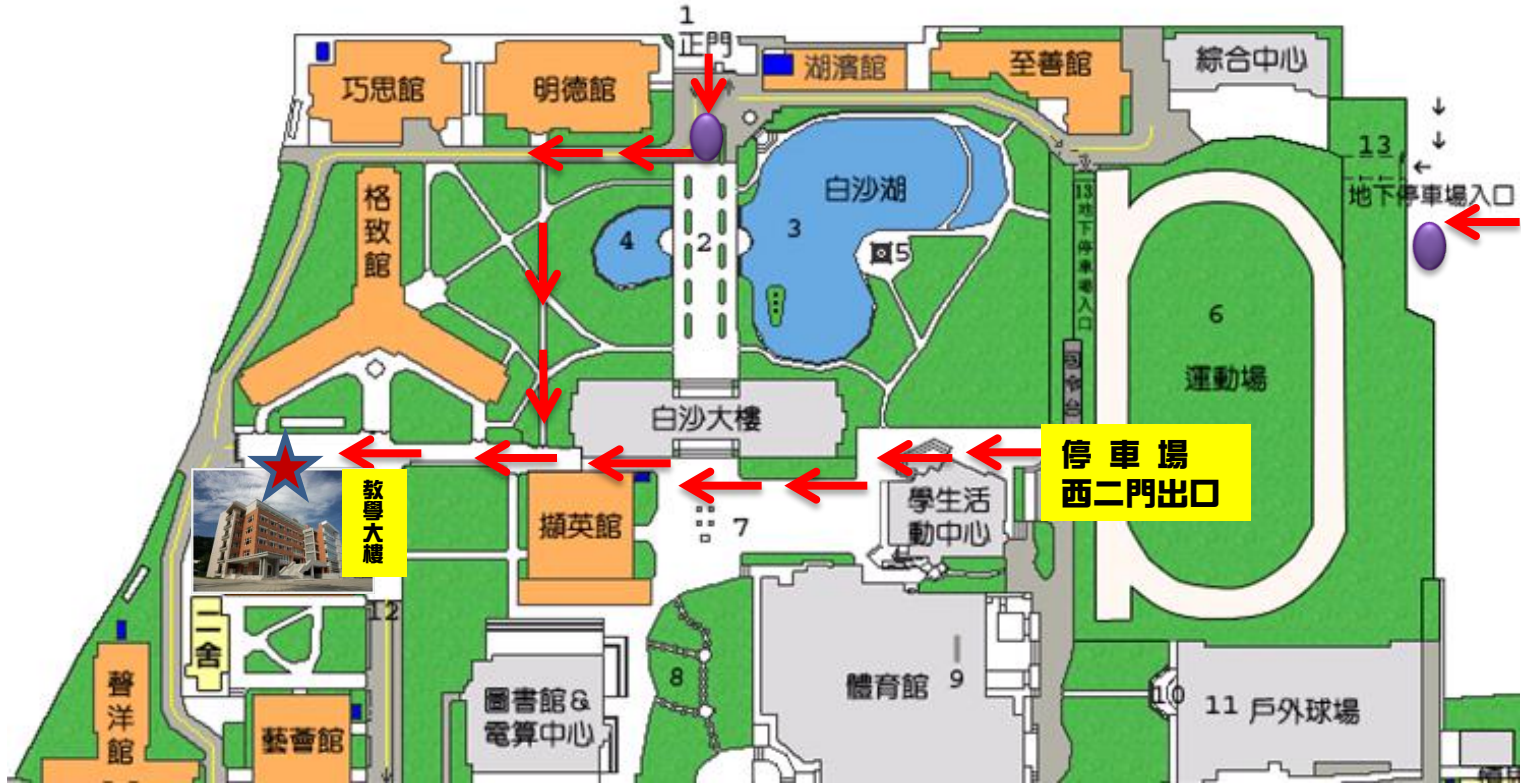 1
正門
巧思館
明德館
湖濱館
至善館
綜合中心
13
地下停車場入口
格致館
白沙湖
4
2
3
5
13地下停車場入口
6
運動場
司令台
白沙大樓
停車場
西二門出口
教學大樓
擷英館
7
學生活
動中心
12
二舍
聲洋館
藝薈館
圖書館&
電算中心
8
體育館
9
10
11
戶外球場